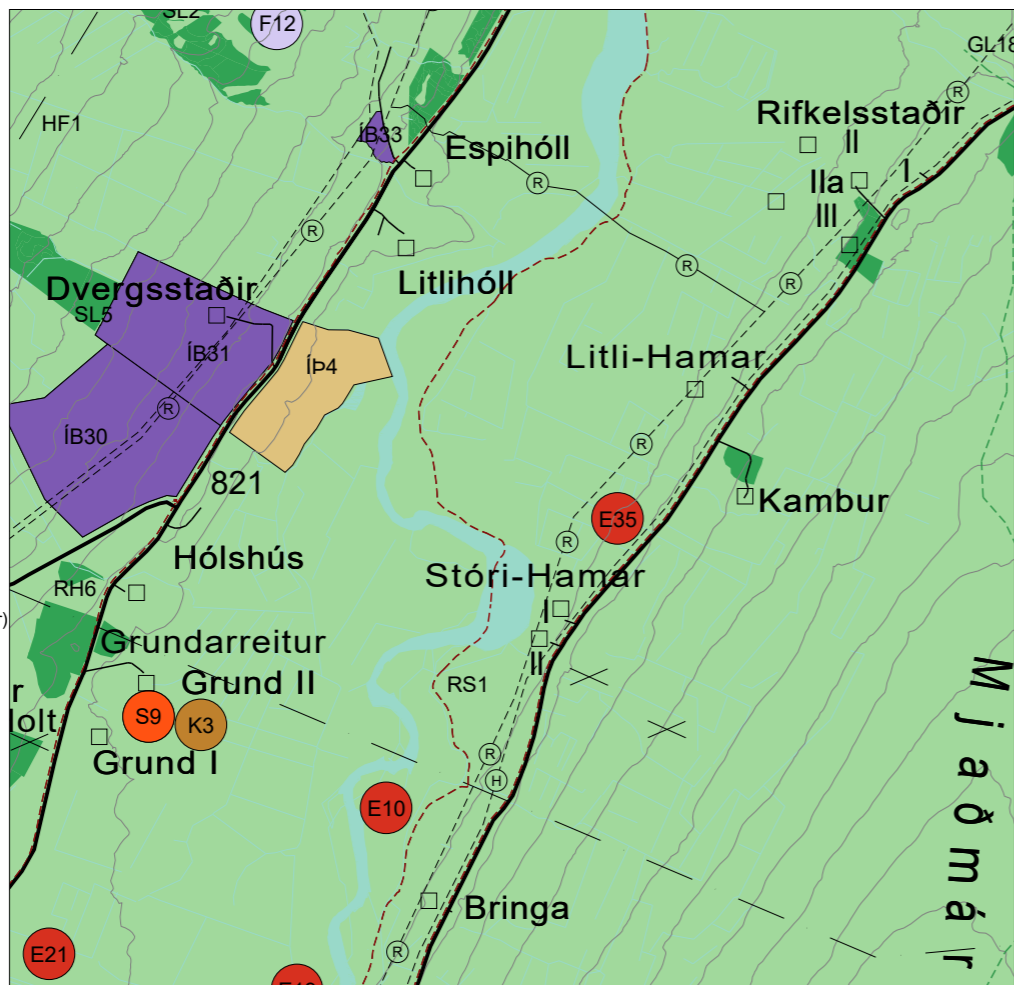 SL2
F12
GL18
R
HF1
Rifkelsstaðir
ÍB33
II
Espihóll
R
IIa
I
III
R
Litlihóll
R
R
Dvergsstaðir
SL5
ÍB31
ÍÞ4
Litli-Hamar
R
ÍB30
R
821
Kambur
E35
R
Hólshús
Stóri-Hamar
RH6
I
r)
Grundarreitur
II
Grund II
RS1
r
S9
K3
holt
Grund I
R
H
E10
Bringa
R
E21
Mjaðmár